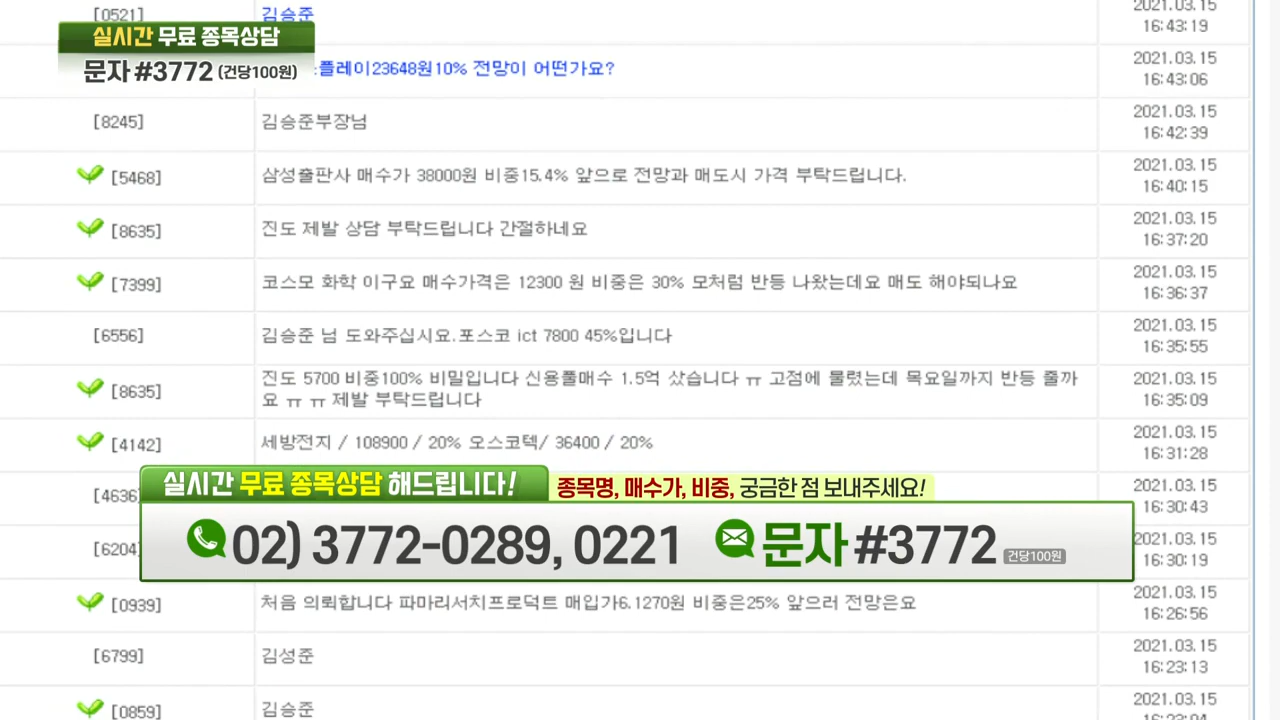 [0521] 김승준 2021.03.15
16:43:19
실시간 무료 종목상담
문자 #3772 (건당100원)
플레이23648원10% 전망이 어떤가요? 2021.03.15
16:43:06
[8245] 김승준부장님 2021.03.15
16:42:39
[5468] 삼성출판사 매수가 38000원 비중15.4% 앞으로 전망과 매도시 가격 부탁드립니다. 2021.03.15
16:40:15
[8635] 진도 제발 상담 부탁드립니다 간절하네요 2021.03.15
16:37:20
[7399] 코스모 화학 이구요 매수가격은 12300 원 비중은 30% 모처럼 반등 나왔는데요 매도 해야되나요 2021.03.15
16:36:37
[6556] 김승준 님 도와주십시요.포스코 ict 7800 45%입니다 2021.03.15
16:35:55
[8635] 진도 5700 비중100% 비밀입니다 신용풀매수 1.5억 샀습니다 ㅠ 고점에 물렸는데 목요일까지 반등 줄까 2021.03.15
요 ㅠ ㅠ 제발 부탁드립니다 16:35:09
[4142] 세방전지 / 108900 / 20% 오스코텍/ 36400 / 20% 2021.03.15
16:31:28
실시간 무료 종목상담 해드립니다! 종목명, 매수가, 비중, 궁금한 점 보내주세요!
[4636] 2021.03.15
16:30:43
02) 3772-0289, 0221 문자 #3772 건당100원
[6204] 2021.03.15
16:30:19
[0939] 처음 의뢰합니다 파마리서치프로덕트 매입가6.1270원 비중은25% 앞으러 전망은요 2021.03.15
16:26:56
[6799] 김성준 2021.03.15
16:23:13
[0859] 김승준 2021.03.15